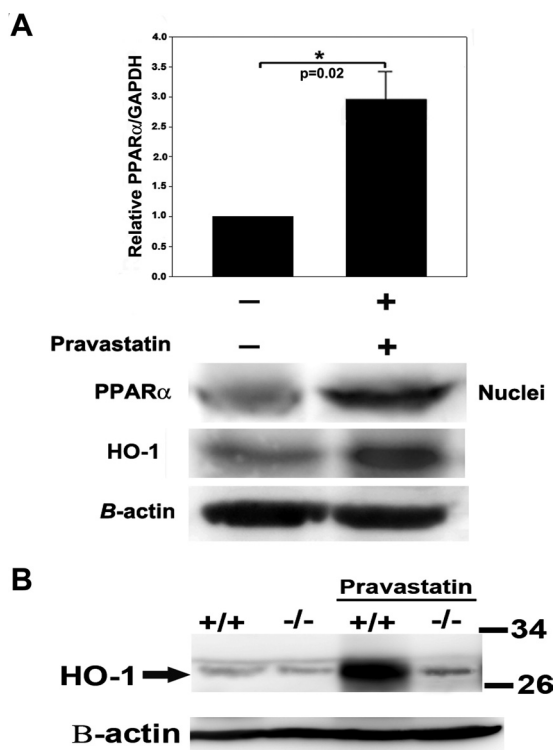 A
Relative PPARα/GAPDH
4.0
3.5
3.0
2.5
2.0
1.5
1.0
0.5
0.0
*
p=0.02
− +
Pravastatin − +
PPARα Nuclei
HO-1
B-actin
B
Pravastatin
+/+ -/- +/+ -/- 34
HO-1 26
B-actin